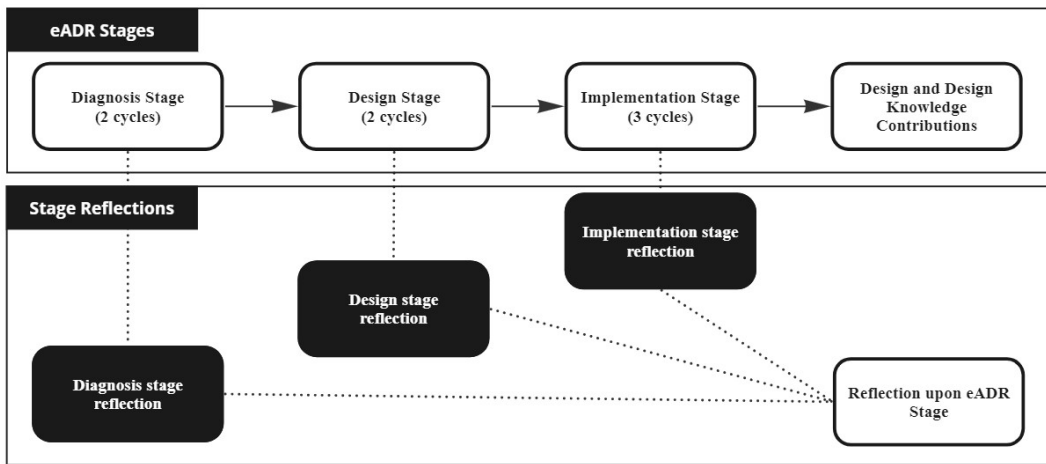 eADR Stages
Diagnosis Stage
(2 cycles)
Design Stage
(2 cycles)
Implementation Stage
(3 cycles)
Design and Design
Knowledge
Contributions
Stage Reflections
Implementation stage
reflection
Design stage
reflection
Diagnosis stage
reflection
Reflection upon eADR
Stage